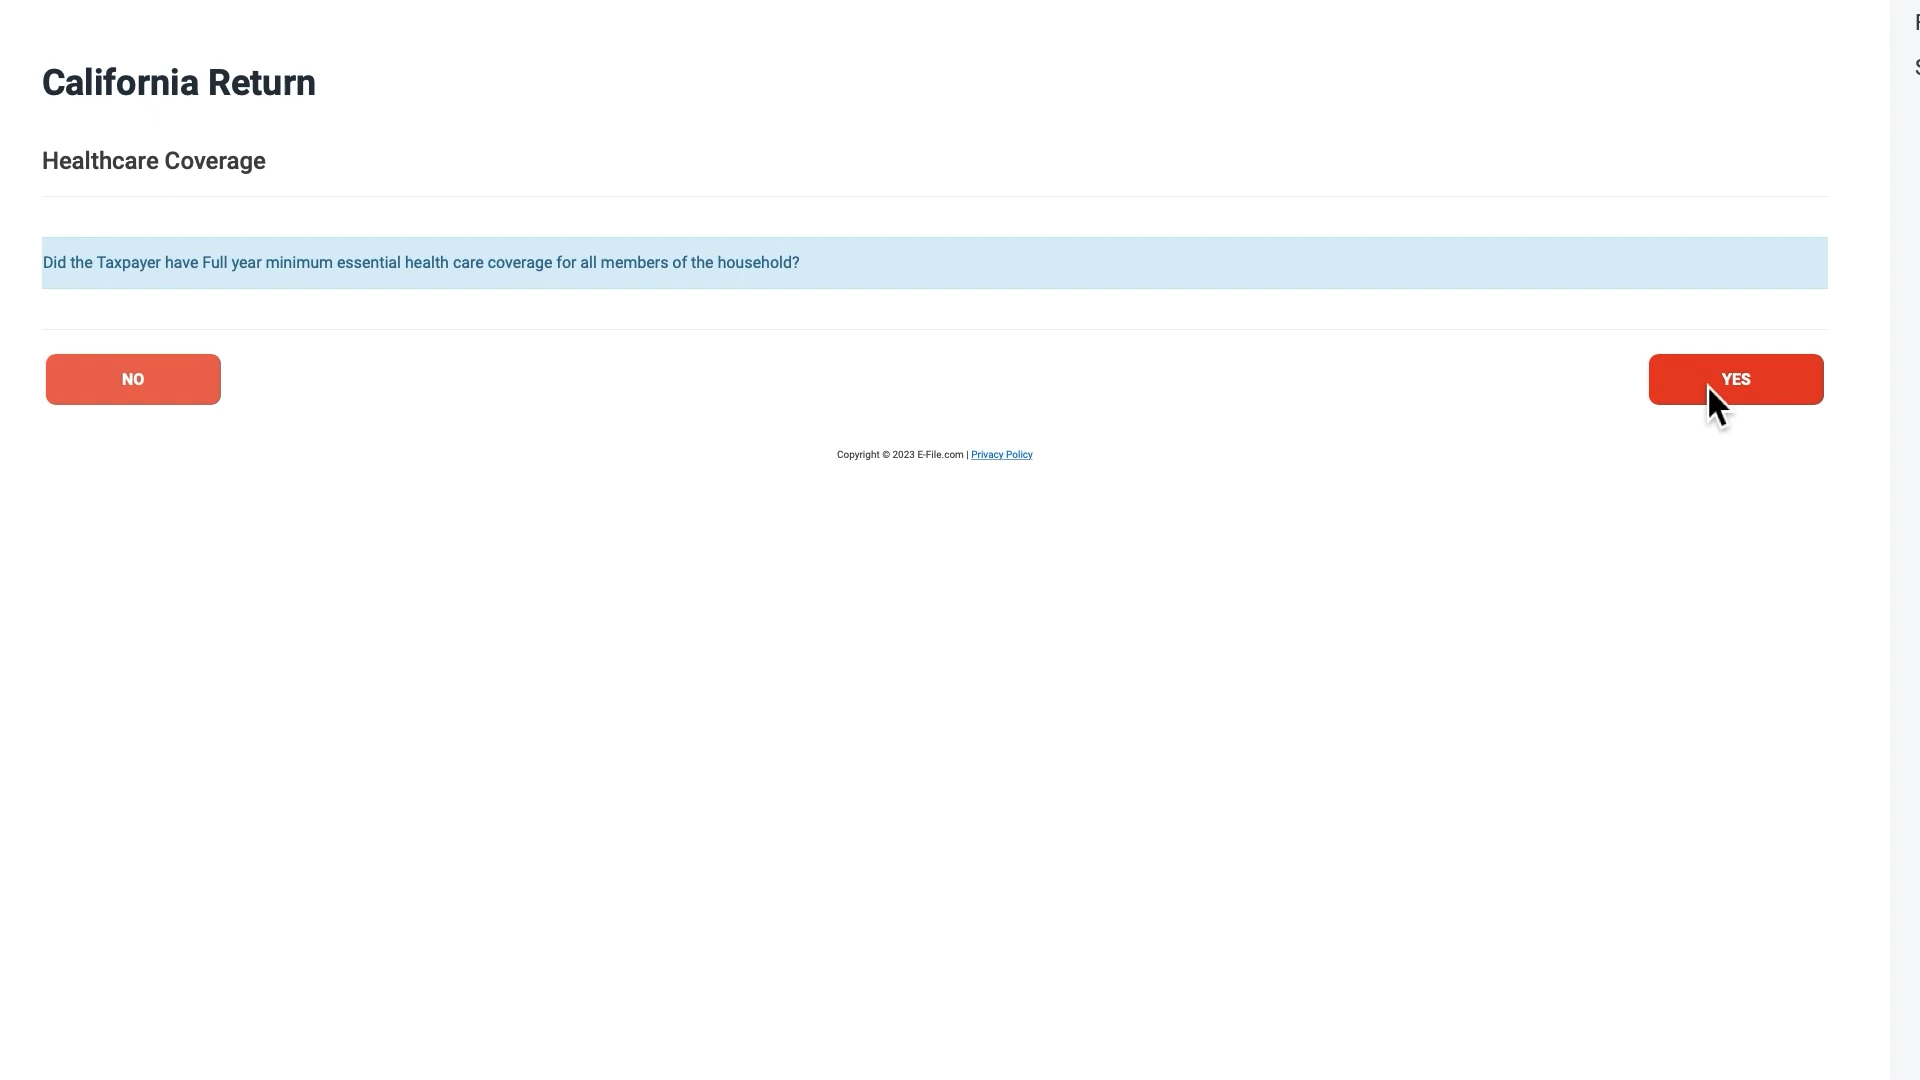 California Return
Healthcare Coverage
Did the Taxpayer have Full year minimum essential health care coverage for all members of the household?
NO
YES
Copyright © 2023 E-File.com | Privacy Policy